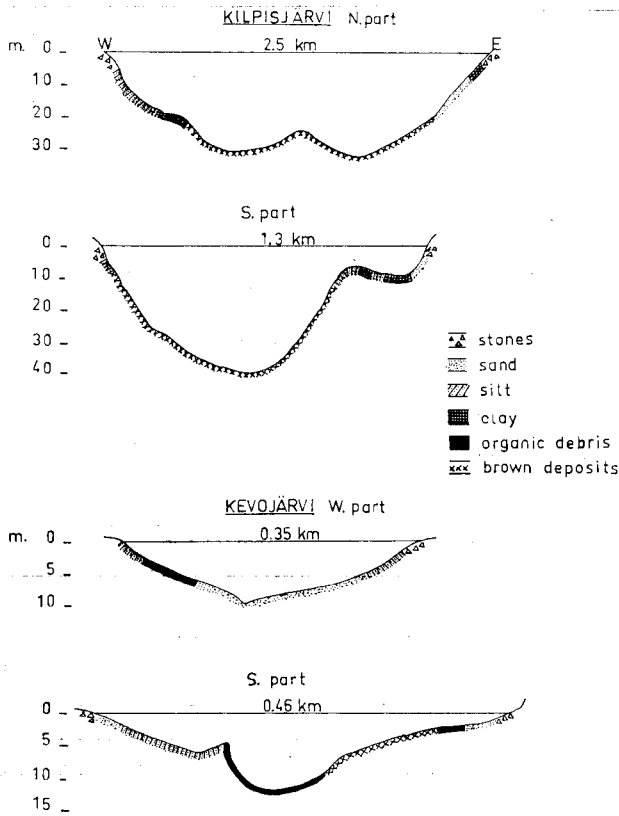 KILPISJÄRVI N.part
m. 0 W 2.5 km E
10
20
30
S. part
0 1.3 km
10
20
30
40
stones
sand
silt
clay
organic debris
brown deposits
KEVOJÄRVI W. part
m. 0 0.35 km
5
10
S. part
0 0.46 km
5
10
15